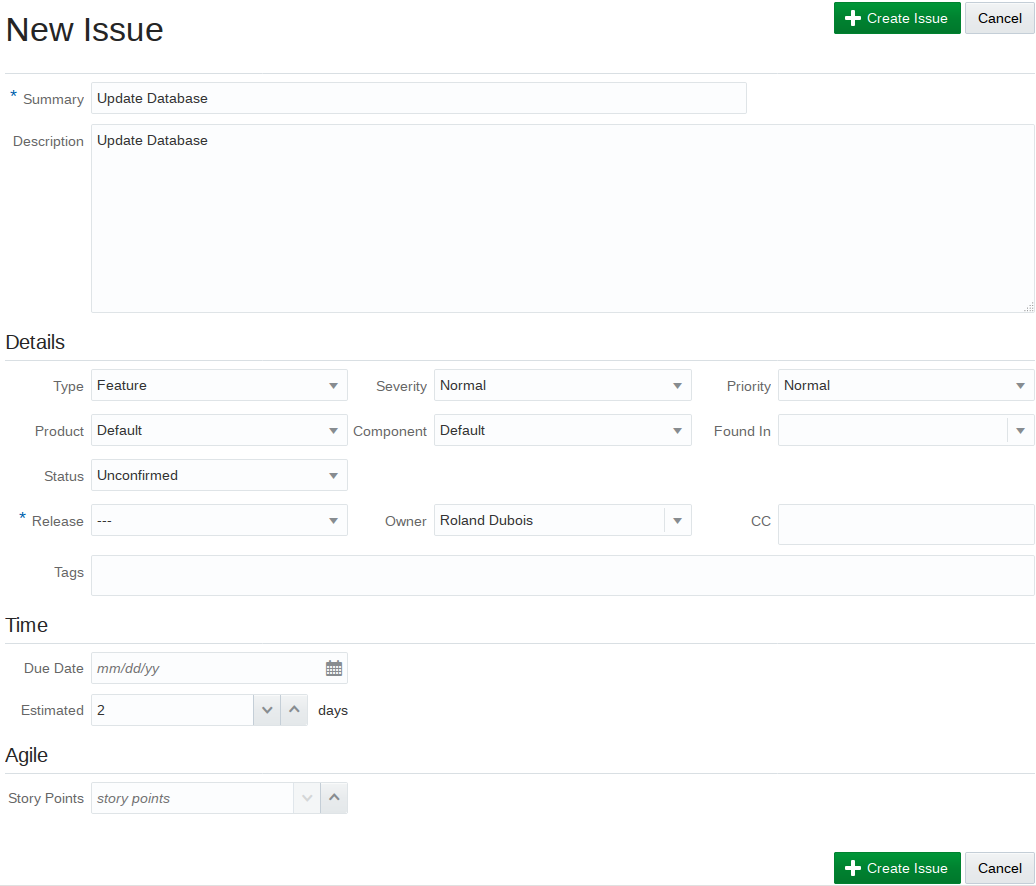 New Issue
Create Issue Cancel
* Summary Update Database
Description Update Database
Details
Type Feature Severity Normal Priority Normal
Product Default Component Default Found In
Status Unconfirmed
* Release --- Owner Roland Dubois CC
Tags
Time
Due Date mm/dd/yy
Estimated 2 days
Agile
Story Points story points
Create Issue Cancel